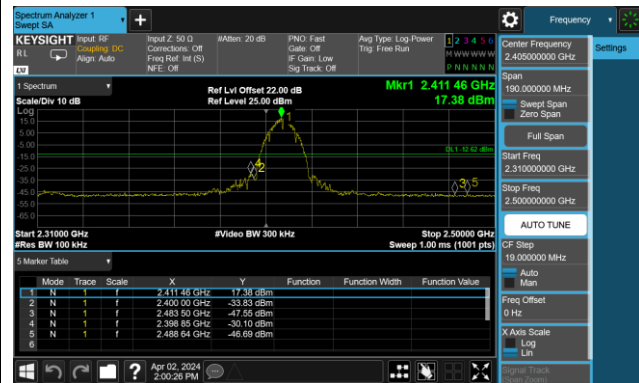 Spectrum Analyzer 1
Swept SA
Frequency
KEYSIGHT
RL
LXI
Input: RF
Coupling: DC
Align: Auto
Input Z: 50 Ω
Corrections: Off
Freq Ref: Int (S)
NFE: Off
#Atten: 20 dB
PNO: Fast
Gate: Off
IF Gain: Low
Sig Track: Off
Avg Type: Log-Power
Trig: Free Run
1 2 3 4 5 6
M W W W W W
P N N N N N
Center Frequency
2.405000000 GHz
Settings
Span
190.000000 MHz
Swept Span
Zero Span
Full Span
Start Freq
2.310000000 GHz
Stop Freq
2.500000000 GHz
AUTO TUNE
CF Step
19.000000 MHz
Auto
Man
Freq Offset
0 Hz
X Axis Scale
Log
Lin
Signal Track
(Span Zoom)
1 Spectrum
Scale/Div 10 dB
Log
Ref Lvl Offset 22.00 dB
Ref Level 25.00 dBm
Mkr1 2.411 46 GHz
17.38 dBm
15.0
5.00
-5.00
-15.0
-25.0
-35.0
-45.0
-55.0
-65.0
DL1 -12.62 dBm
1
4
2
3
5
Start 2.31000 GHz
#Res BW 100 kHz
#Video BW 300 kHz
Stop 2.50000 GHz
Sweep 1.00 ms (1001 pts)
5 Marker Table
Mode Trace Scale X Y Function Function Width Function Value
1 N 1 f 2.411 46 GHz 17.38 dBm
2 N 1 f 2.400 00 GHz -33.83 dBm
3 N 1 f 2.483 50 GHz -47.55 dBm
4 N 1 f 2.398 85 GHz -30.10 dBm
5 N 1 f 2.488 64 GHz -46.69 dBm
6
?
Apr 02, 2024
2:00:26 PM